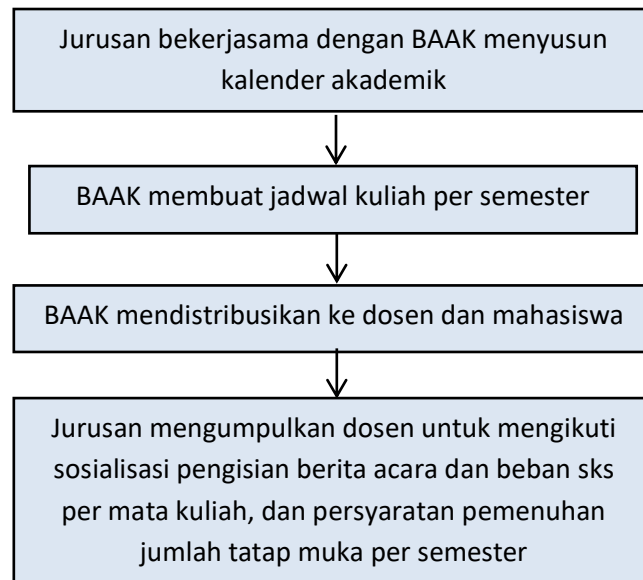 Jurusan bekerjasama dengan BAAK menyusun
kalender akademik
BAAK membuat jadwal kuliah per semester
BAAK mendistribusikan ke dosen dan mahasiswa
Jurusan mengumpulkan dosen untuk mengikuti
sosialisasi pengisian berita acara dan beban sks
per mata kuliah, dan persyaratan pemenuhan
jumlah tatap muka per semester